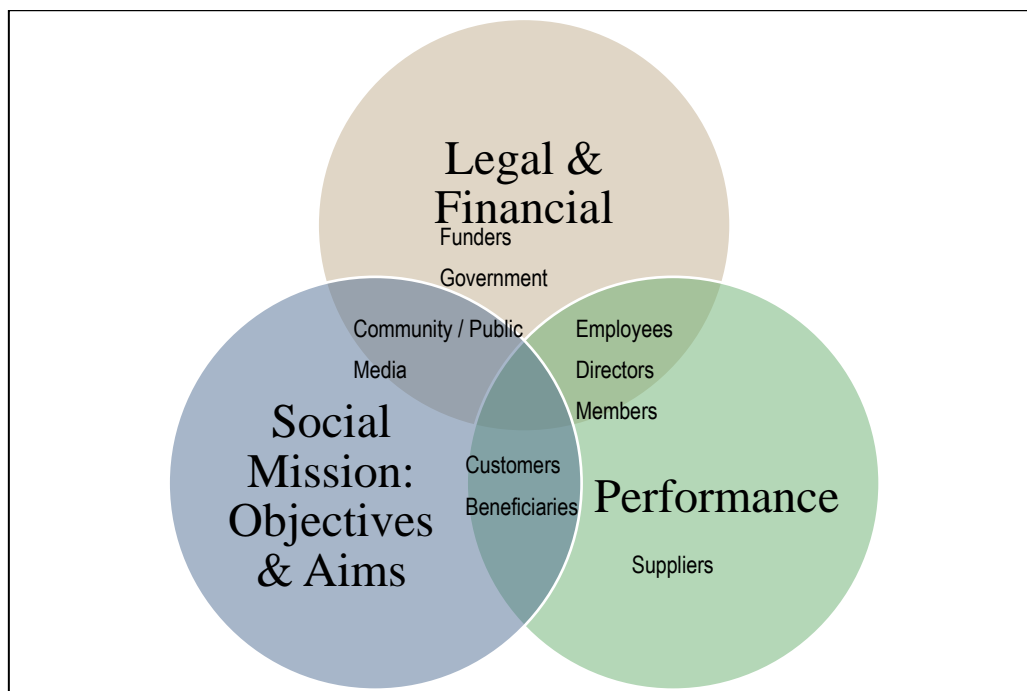 Legal &
Financial
Funders
Government
Community / Public
Media
Employees
Directors
Members
Social
Mission:
Objectives
& Aims
Customers
Beneficiaries
Performance
Suppliers